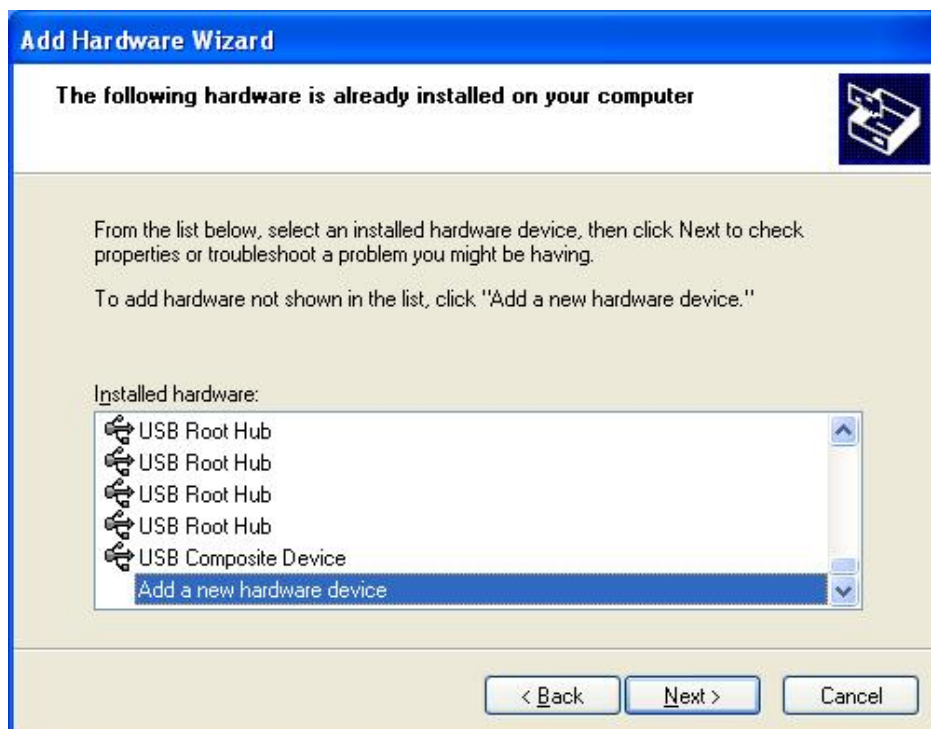 Add Hardware Wizard
The following hardware is already installed on your computer
From the list below, select an installed hardware device, then click Next to check
properties or troubleshoot a problem you might be having.
To add hardware not shown in the list, click "Add a new hardware device."
Installed hardware:
USB Root Hub
USB Root Hub
USB Root Hub
USB Root Hub
USB Composite Device
Add a new hardware device
< Back
Next >
Cancel